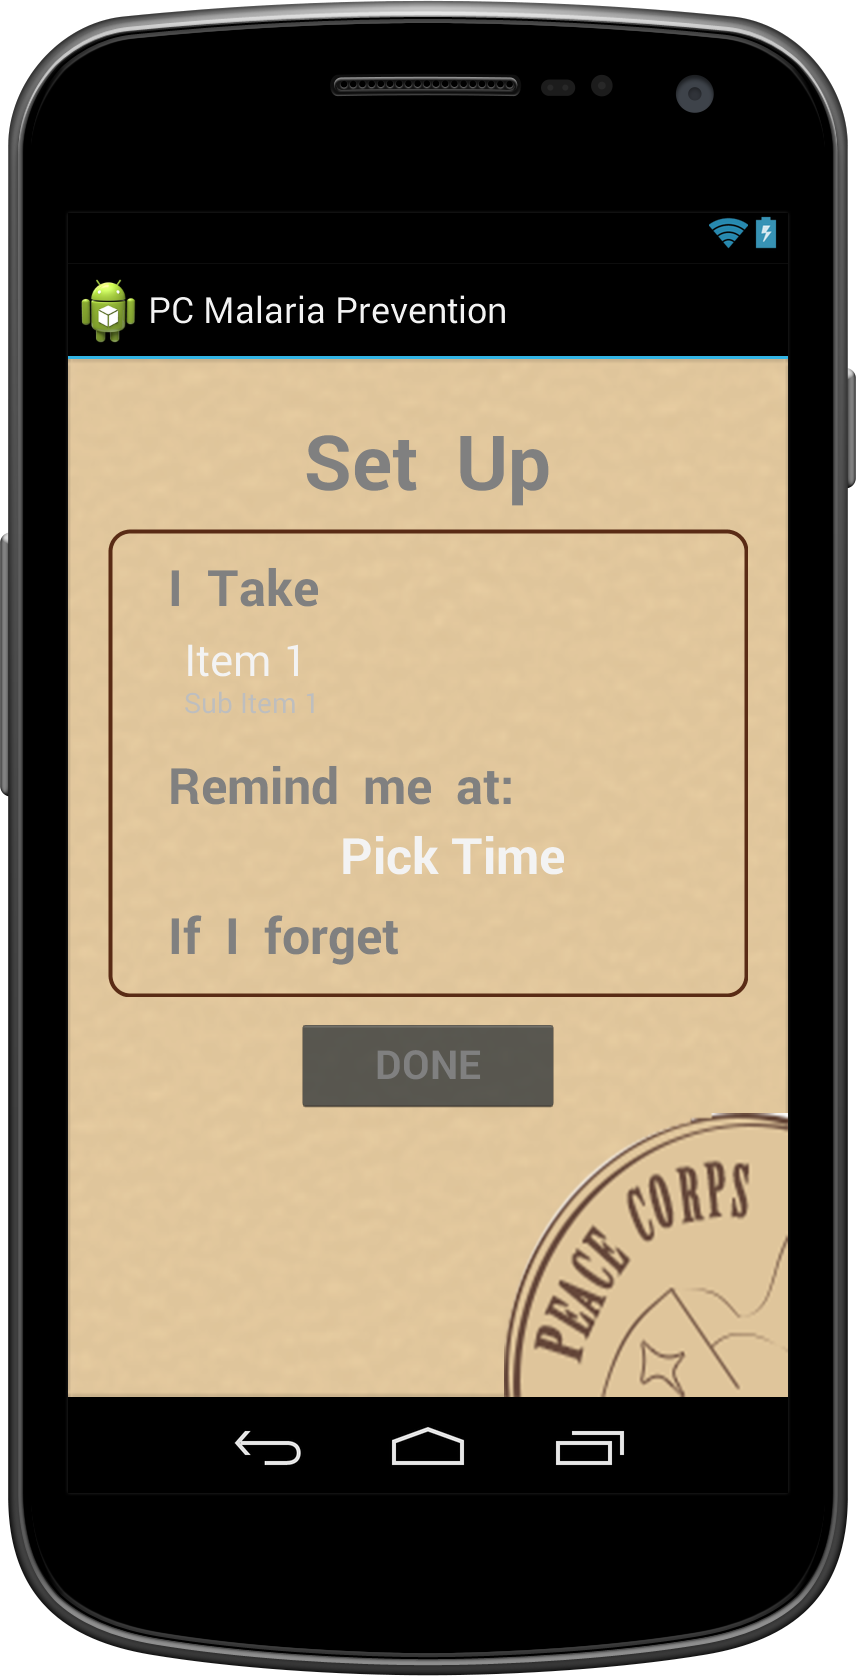 PC Malaria Prevention
Set Up
I Take
Item 1
Sub Item 1
Remind me at:
Pick Time
If I forget
DONE
PEACE CORPS